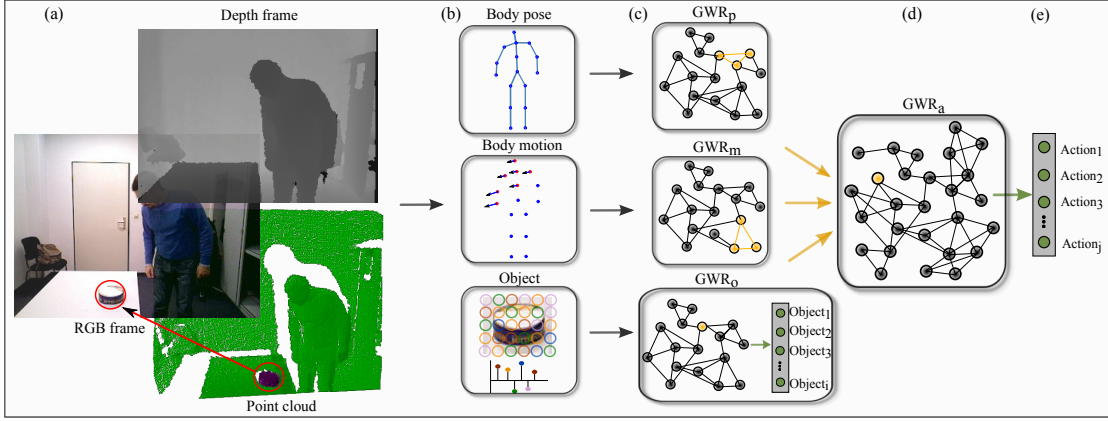 (a)
Depth frame
RGB frame
Point cloud
(b)
Body pose
Body motion
Object
(c)
GWRp
GWRm
GWRo
Object1
Object2
Object3
Objecti
(d)
GWRa
(e)
Action1
Action2
Action3
Actionj